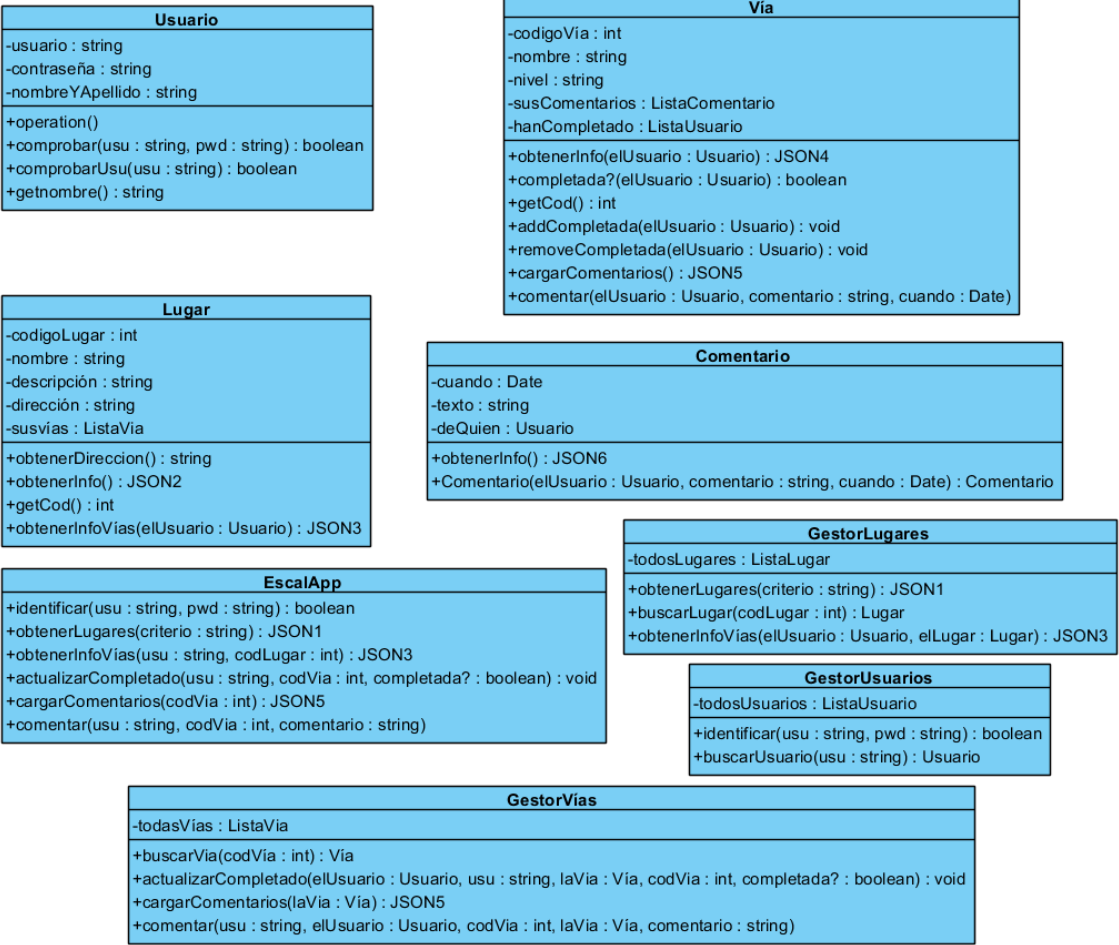 Usuario
-usuario : string
-contraseña : string
-nombreYApellido : string
+operation()
+comprobar(usu : string, pwd : string) : boolean
+comprobarUsu(usu : string) : boolean
+getnombre() : string
Vía
-codigoVía : int
-nombre : string
-nivel : string
-susComentarios : ListaComentario
-hanCompletado : ListaUsuario
+obtenerInfo(elUsuario : Usuario) : JSON4
+completada?(elUsuario : Usuario) : boolean
+getCod() : int
+addCompletada(elUsuario : Usuario) : void
+removeCompletada(elUsuario : Usuario) : void
+cargarComentarios() : JSON5
+comentar(elUsuario : Usuario, comentario : string, cuando : Date)
Lugar
-codigoLugar : int
-nombre : string
-descripción : string
-dirección : string
-susvías : ListaVia
+obtenerDireccion() : string
+obtenerInfo() : JSON2
+getCod() : int
+obtenerInfoVías(elUsuario : Usuario) : JSON3
Comentario
-cuando : Date
-texto : string
-deQuien : Usuario
+obtenerInfo() : JSON6
+Comentario(elUsuario : Usuario, comentario : string, cuando : Date) : Comentario
GestorLugares
-todosLugares : ListaLugar
+obtenerLugares(criterio : string) : JSON1
+buscarLugar(codLugar : int) : Lugar
+obtenerInfoVías(elUsuario : Usuario, elLugar : Lugar) : JSON3
EscalApp
+identificar(usu : string, pwd : string) : boolean
+obtenerLugares(criterio : string) : JSON1
+obtenerInfoVías(usu : string, codLugar : int) : JSON3
+actualizarCompletado(usu : string, codVia : int, completada? : boolean) : void
+cargarComentarios(codVia : int) : JSON5
+comentar(usu : string, codVia : int, comentario : string)
GestorUsuarios
-todosUsuarios : ListaUsuario
+identificar(usu : string, pwd : string) : boolean
+buscarUsuario(usu : string) : Usuario
GestorVías
-todasVías : ListaVia
+buscarVia(codVía : int) : Vía
+actualizarCompletado(elUsuario : Usuario, usu : string, laVia : Vía, codVia : int, completada? : boolean) : void
+cargarComentarios(laVia : Vía) : JSON5
+comentar(usu : string, elUsuario : Usuario, codVia : int, laVia : Vía, comentario : string)